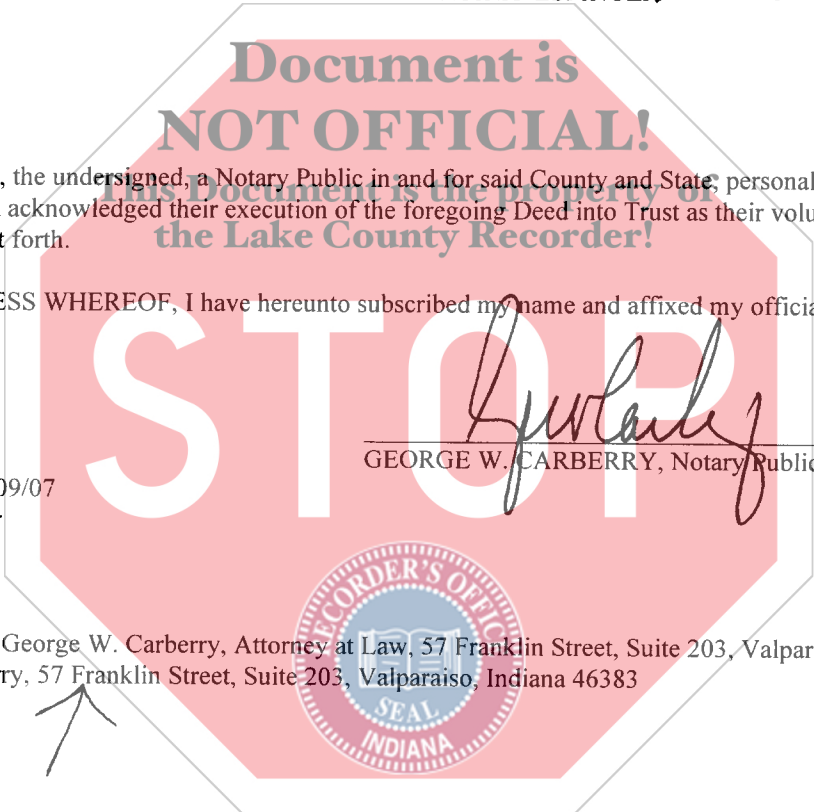 Document is
NOT OFFICIAL!
, the undersigned, a Notary Public in and for said County and State, personal
This Document is the property of
acknowledged their execution of the foregoing Deed into Trust as their volu
the Lake County Recorder!
forth.
ESS WHEREOF, I have hereunto subscribed my name and affixed my officia
STOP
GEORGE W. CARBERRY, Notary Public
09/07
RECORDER'S OFFICE
George W. Carberry, Attorney at Law, 57 Franklin Street, Suite 203, Valpar
ry, 57 Franklin Street, Suite 203, Valparaiso, Indiana 46383
SEAL
INDIANA